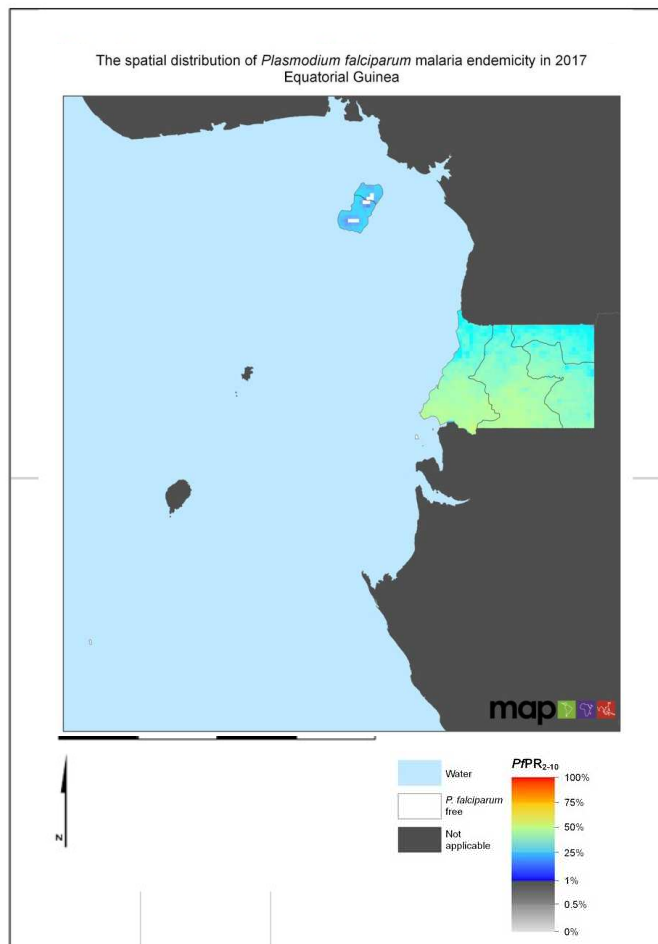 The spatial distribution of Plasmodium falciparum malaria endemicity in 2017
Equatorial Guinea
map
N
Water
P. falciparum
free
Not
applicable
PfPR2-10
100%
75%
50%
25%
1%
0.5%
0%